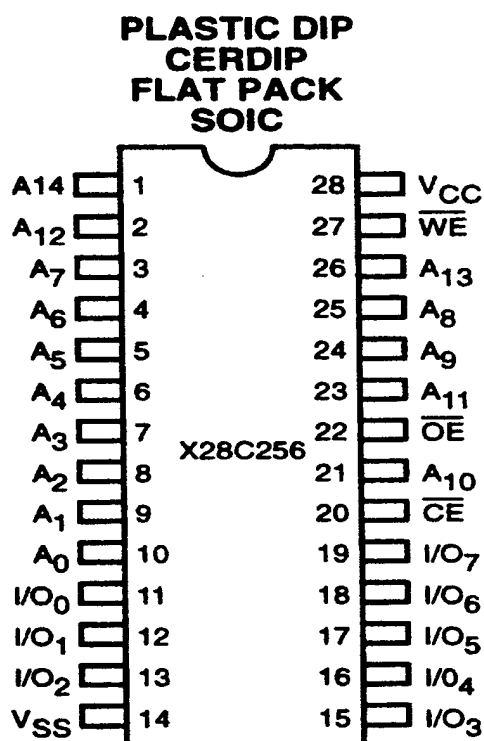 PLASTIC DIP
CERDIP
FLAT PACK
SOIC
A14 1 28 VCC
A12 2 27 WE
A7 3 26 A13
A6 4 25 A8
A5 5 24 A9
A4 6 23 A11
A3 7 22 OE
X28C256
A2 8 21 A10
A1 9 20 CE
A0 10 19 I/O7
I/O0 11 18 I/O6
I/O1 12 17 I/O5
I/O2 13 16 I/04
VSS 14 15 I/O3